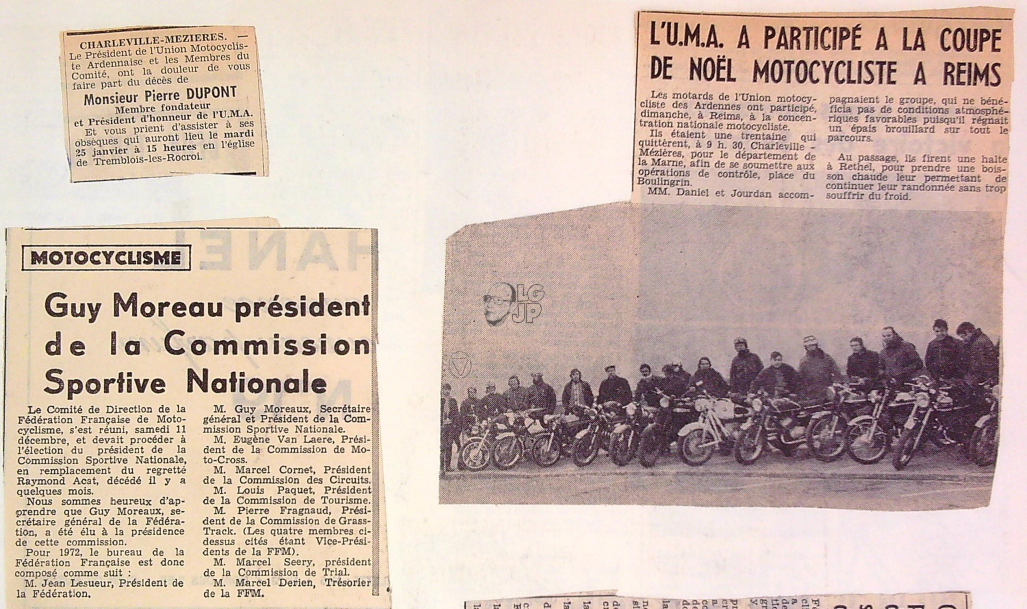 CHARLEVILLE-MEZIERES. —
Le Président de l'Union Motocyclis-
te Ardennaise et les Membres du
Comité, ont la douleur de vous
faire part du décès de
Monsieur Pierre DUPONT
Membre fondateur
et Président d'honneur de l'U.M.A.
Et vous prient d'assister à ses
obsèques qui auront lieu le mardi
25 janvier à 15 heures en l'église
de Tremblois-les-Rocroi.
L'U.M.A. A PARTICIPÉ A LA COUPE
DE NOËL MOTOCYCLISTE A REIMS
Les motards de l'Union motocy-
cliste des Ardennes ont participé,
dimanche, à Reims, à la concen-
tration nationale motocycliste.
Ils étaient une trentaine qui
quittèrent, à 9 h. 30, Charleville -
Mézières, pour le département de
la Marne, afin de se soumettre aux
opérations de contrôle, place du
Boulingrin.
MM. Daniel et Jourdan accom-
pagnaient le groupe, qui ne béné-
ficia pas de conditions atmosphé-
riques favorables puisqu'il régnait
un épais brouillard sur tout le
parcours.
Au passage, ils firent une halte
à Rethel, pour prendre une bois-
son chaude leur permettant de
continuer leur randonnée sans trop
souffrir du froid.
LG
JP
MOTOCYCLISME
Guy Moreau président
de la Commission
Sportive Nationale
Le Comité de Direction de la
Fédération Française de Moto-
cyclisme, s'est réuni, samedi 11
décembre, et devait procéder à
l'élection du président de la
Commission Sportive Nationale,
en remplacement du regretté
Raymond Acat, décédé il y a
quelques mois.
Nous sommes heureux d'ap-
prendre que Guy Moreaux, se-
crétaire général de la Fédéra-
tion, a été élu à la présidence
de cette commission.
Pour 1972, le bureau de la
Fédération Française est donc
composé comme suit :
M. Jean Lesueur, Président de
la Fédération.
M. Guy Moreaux, Secrétaire
général et Président de la Com-
mission Sportive Nationale.
M. Eugène Van Laere, Prési-
dent de la Commission de Mo-
to-Cross.
M. Marcel Cornet, Président
de la Commission des Circuits.
M. Louis Paquet, Président
de la Commission de Tourisme.
M. Pierre Fragnaud, Prési-
dent de la Commission de Grass-
Track. (Les quatre membres ci-
dessus cités étant Vice-Prési-
dents de la FFM).
M. Marcel Seery, président
de la Commission de Trial.
M. Marcel Derien, Trésorier
de la FFM.